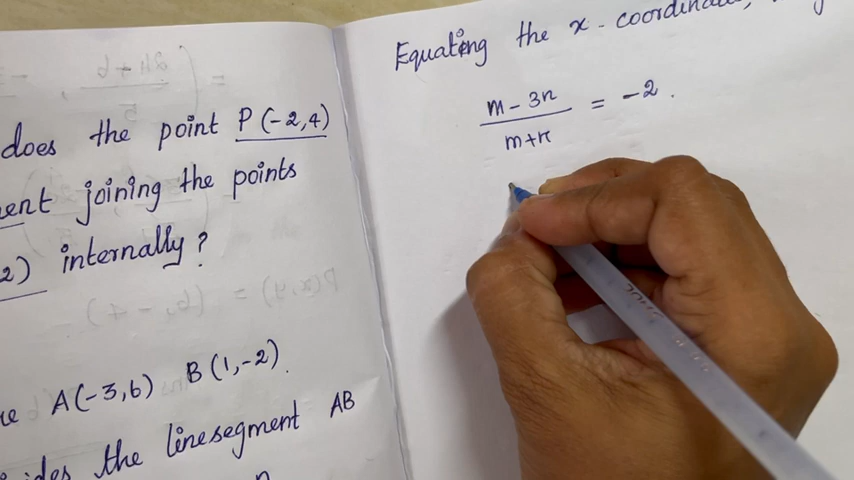 does the point P(-2,4)
ent joining the points
2) internally?
A(-3,6) B(1,-2).
the linesegment AB
Equating the x-coordinate,
m-3n
m+n
= -2.